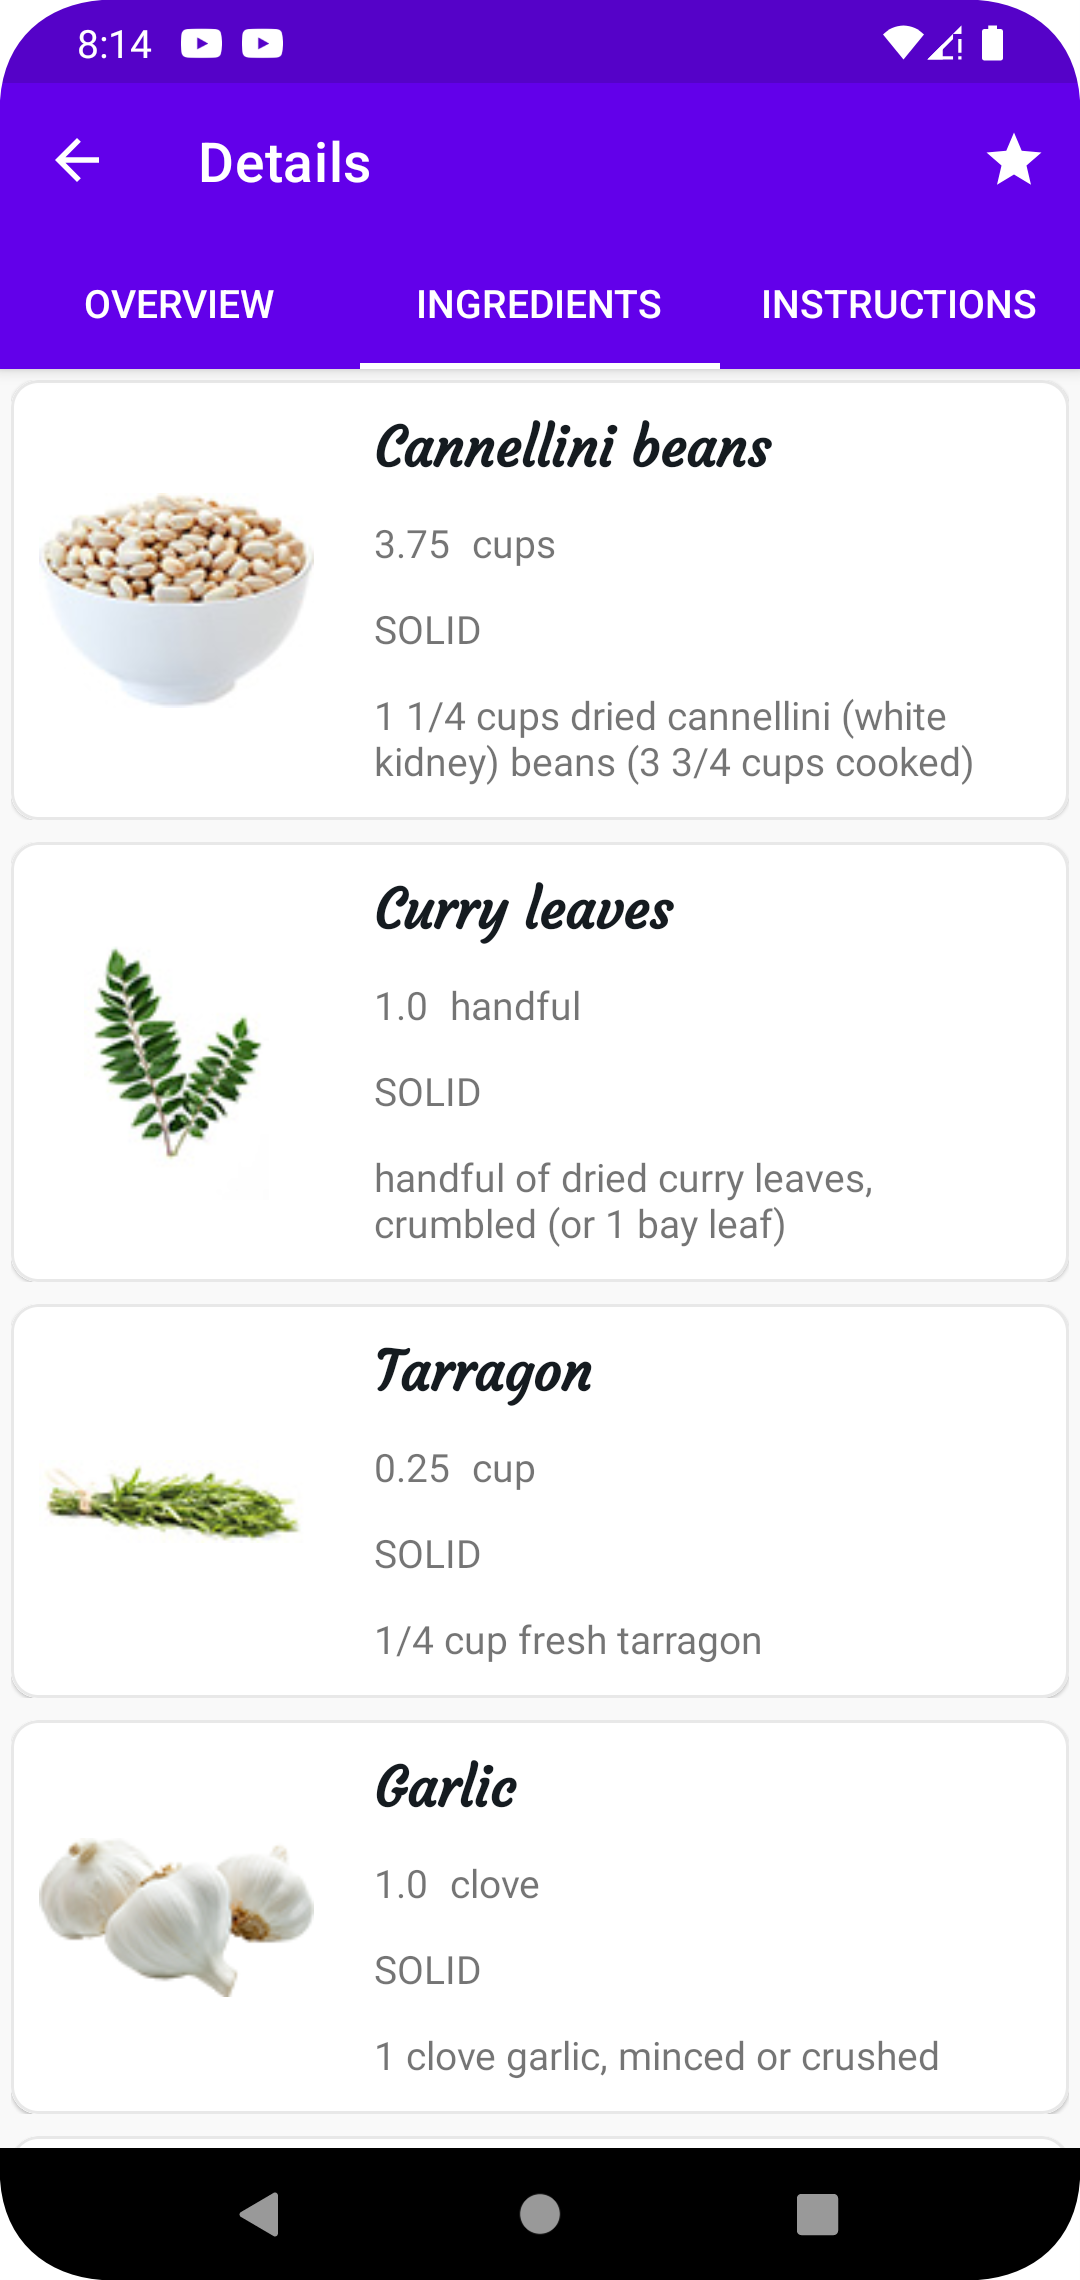 8:14
Details
OVERVIEW
INGREDIENTS
INSTRUCTIONS
Cannellini beans
3.75 cups
SOLID
1 1/4 cups dried cannellini (white
kidney) beans (3 3/4 cups cooked)
Curry leaves
1.0 handful
SOLID
handful of dried curry leaves,
crumbled (or 1 bay leaf)
Tarragon
0.25 cup
SOLID
1/4 cup fresh tarragon
Garlic
1.0 clove
SOLID
1 clove garlic, minced or crushed